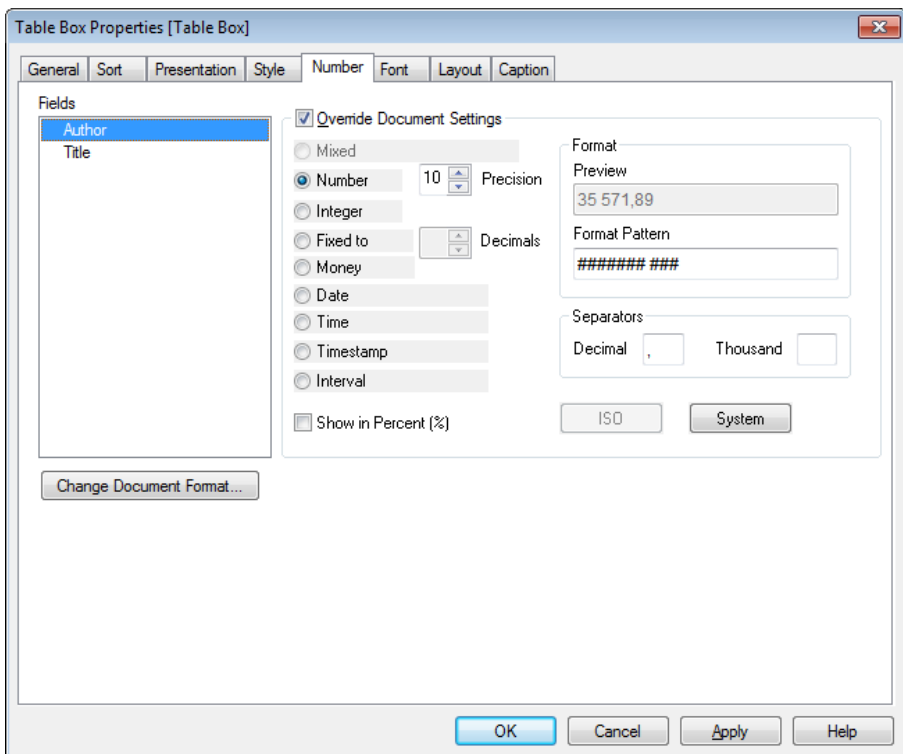 Table Box Properties [Table Box]
General Sort Presentation Style Number Font Layout Caption
Fields
Author
Title
Override Document Settings
Mixed
Number 10 Precision
Integer
Fixed to Decimals
Money
Date
Time
Timestamp
Interval
Show in Percent (%)
Format
Preview
35 571,89
Format Pattern
####### ###
Separators
Decimal , Thousand
ISO System
Change Document Format...
OK Cancel Apply Help